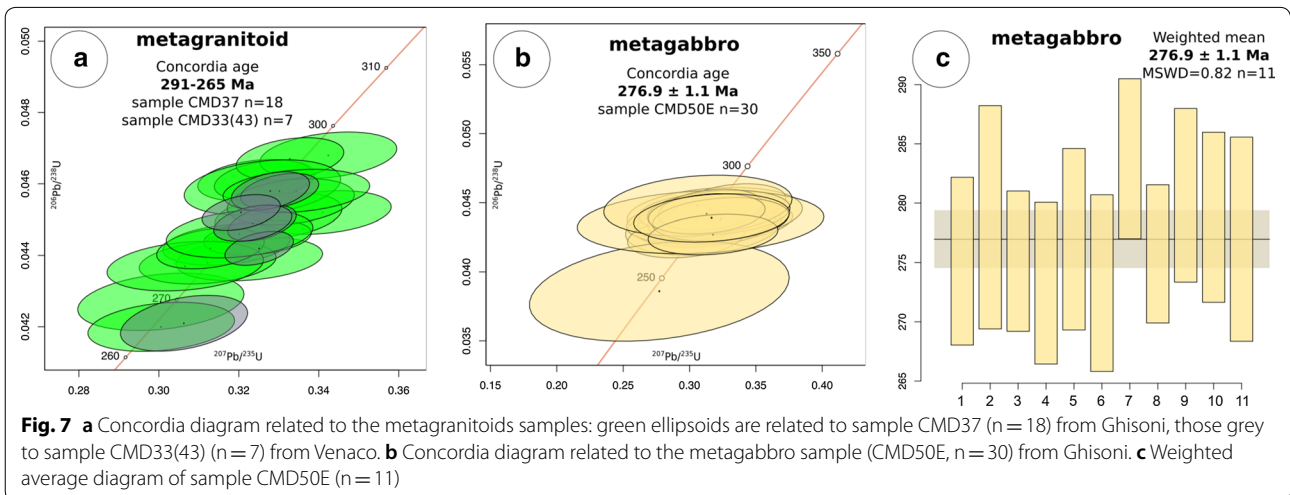 a
metagranitoid
Concordia age
291-265 Ma
sample CMD37 n=18
sample CMD33(43) n=7
0.050
0.048
0.046
0.044
0.042
206Pb/238U
310
300
270
260
207Pb/235U
0.28
0.30
0.32
0.34
0.36
b
metagabbro
Concordia age
276.9 ± 1.1 Ma
sample CMD50E n=30
0.055
0.050
0.045
0.040
0.035
206Pb/238U
350
300
250
207Pb/235U
0.15
0.20
0.25
0.30
0.35
0.40
c
metagabbro
Weighted mean
276.9 ± 1.1 Ma
MSWD=0.82 n=11
290
285
280
275
270
265
1 2 3 4 5 6 7 8 9 10 11
Fig. 7 a Concordia diagram related to the metagranitoids samples: green ellipsoids are related to sample CMD37 (n = 18) from Ghisoni, those grey
to sample CMD33(43) (n = 7) from Venaco. b Concordia diagram related to the metagabbro sample (CMD50E, n = 30) from Ghisoni. c Weighted
average diagram of sample CMD50E (n = 11)